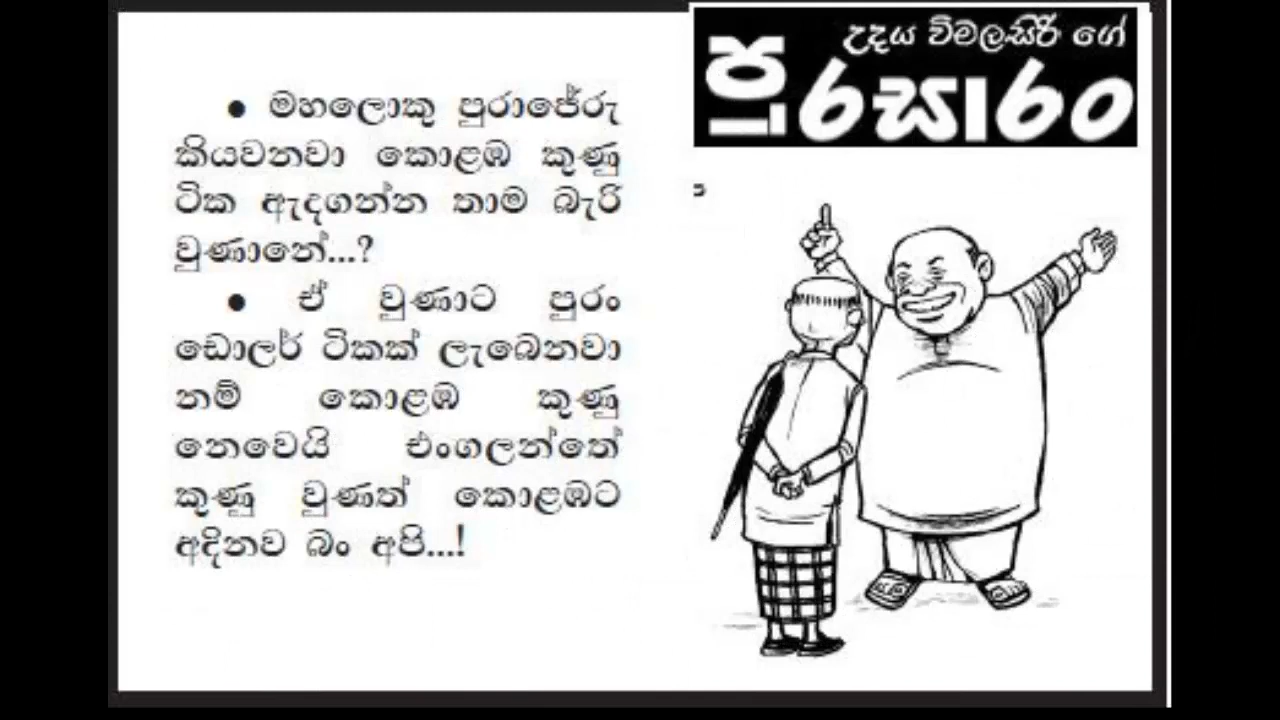 උදය විමලසිරි ගේ
පුරසාරං
• මහලොකු පුරාජේරු
කියවනවා කොළඹ කුණු
ටික ඇදගන්න තාම බැරි
වුණානේ...?
• ඒ වුණාට පුරං
ඩොලර් ටිකක් ලැබෙනවා
නම් කොළඹ කුණු
නෙවෙයි එංගලන්තේ
කුණු වුණත් කොළඹට
අදිනව බං අපි...!